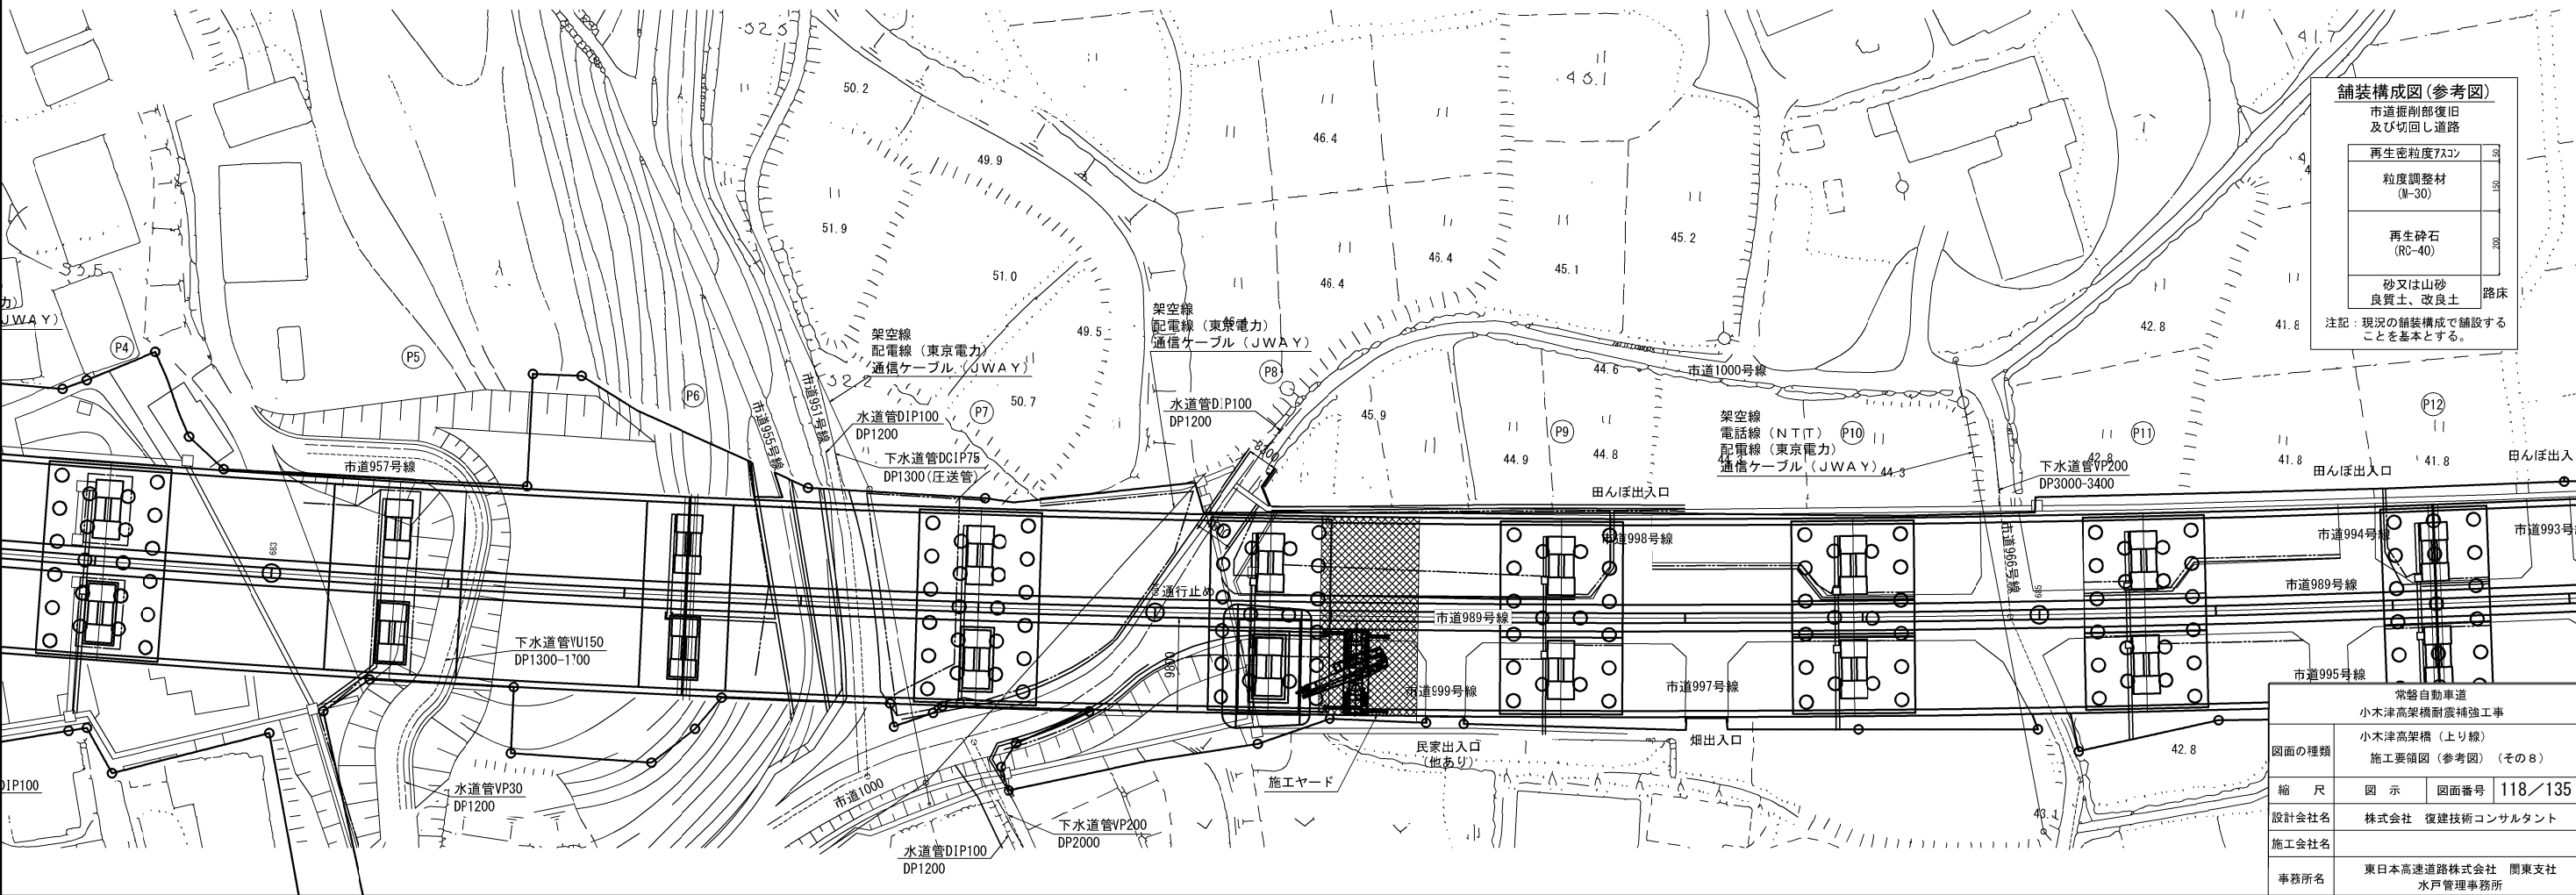 32.5
50.2
49.9
51.9
51.0
49.5
50.7
46.4
46.4
46.4
45.1
45.2
43.1
41.7
42.8
41.8
41.8
41.8
44.6
44.8
44.9
45.9
44.3
42.8
42.8
43.1
32.2
33.6
力)
JWAY)
P4
P5
P6
P7
P8
P9
P10
P11
P12
架空線
配電線（東京電力）
通信ケーブル（JWAY）
架空線
配電線（東京電力）
通信ケーブル（JWAY）
水道管DIP100
DP1200
水道管DIP100
DP1200
下水道管DCIP75
DP1300(圧送管)
市道951号線
市道955号線
市道957号線
市道1000号線
架空線
電話線（NTT）
配電線（東京電力）
通信ケーブル（JWAY）
下水道管VP200
DP3000-3400
田んぼ出入口
田んぼ出入口
田んぼ出入
市道998号線
市道966号線
市道994号線
市道993号
市道989号線
市道989号線
市道995号線
市道997号線
市道999号線
通行止め
683
685
9800
下水道管VU150
DP1300-1700
水道管VP30
DP1200
DIP100
市道1000
水道管DIP100
DP1200
下水道管VP200
DP2000
施工ヤード
民家出入口
(他あり)
畑出入口
舗装構成図(参考図)
市道掘削部復旧
及び切回し道路
再生密粒度アスコン 50
粒度調整材
(M-30) 150
再生砕石
(RC-40) 200
砂又は山砂
良質土、改良土 路床
注記：現況の舗装構成で舗設する
ことを基本とする。
常磐自動車道
小木津高架橋耐震補強工事
図面の種類 小木津高架橋（上り線）
施工要領図（参考図）（その８）
縮 尺 図 示 図面番号 118／135
設計会社名 株式会社 復建技術コンサルタント
施工会社名
事務所名 東日本高速道路株式会社 関東支社
水戸管理事務所